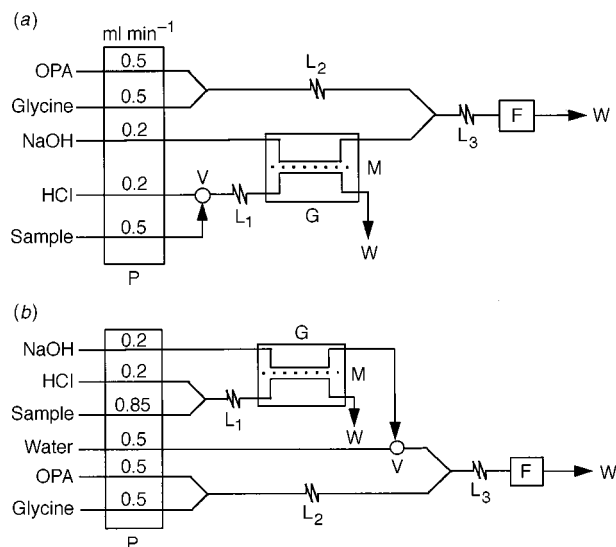 (a)
ml min⁻¹
OPA 0.5
L₂
Glycine 0.5
L₃ F W
NaOH 0.2
M
HCl 0.2 V
L₁ G
Sample 0.5
W
P
(b)
G
NaOH 0.2
HCl 0.2
M
Sample 0.85
L₁
W
Water 0.5
V
OPA 0.5
L₃ F W
Glycine 0.5
L₂
P